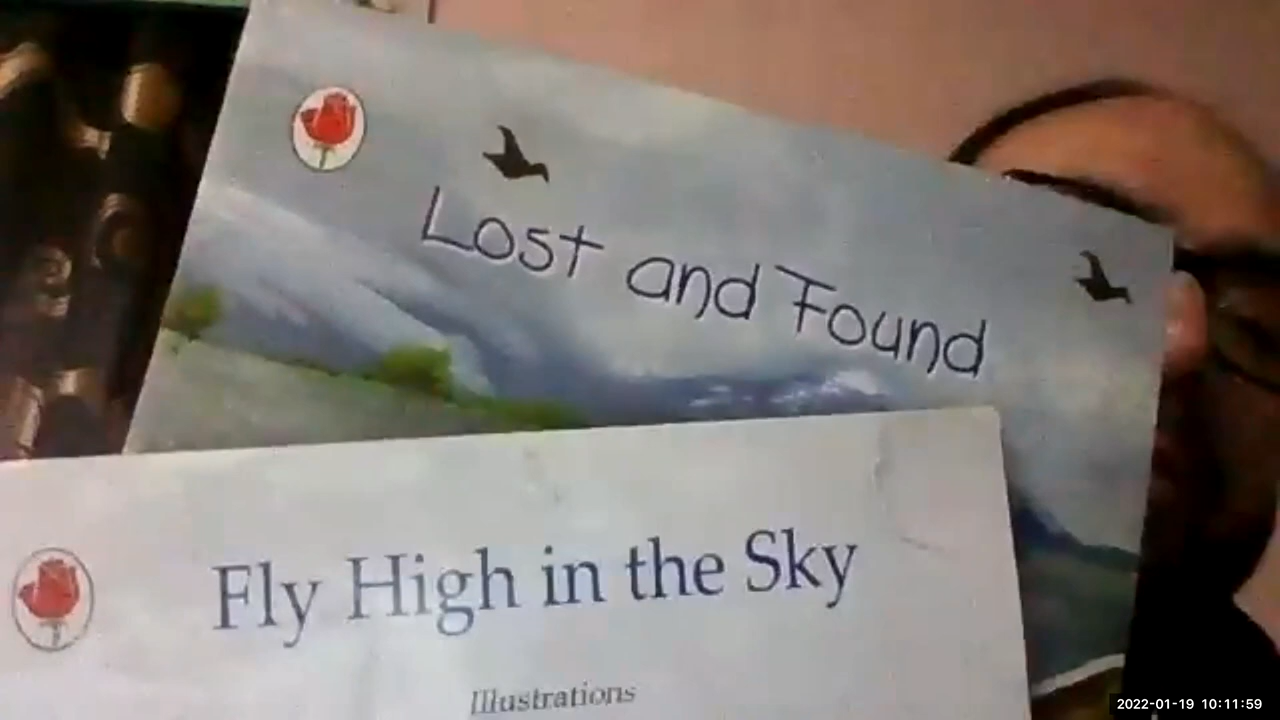 Lost and Found
Fly High in the Sky
Illustrations
2022-01-19 10:11:59